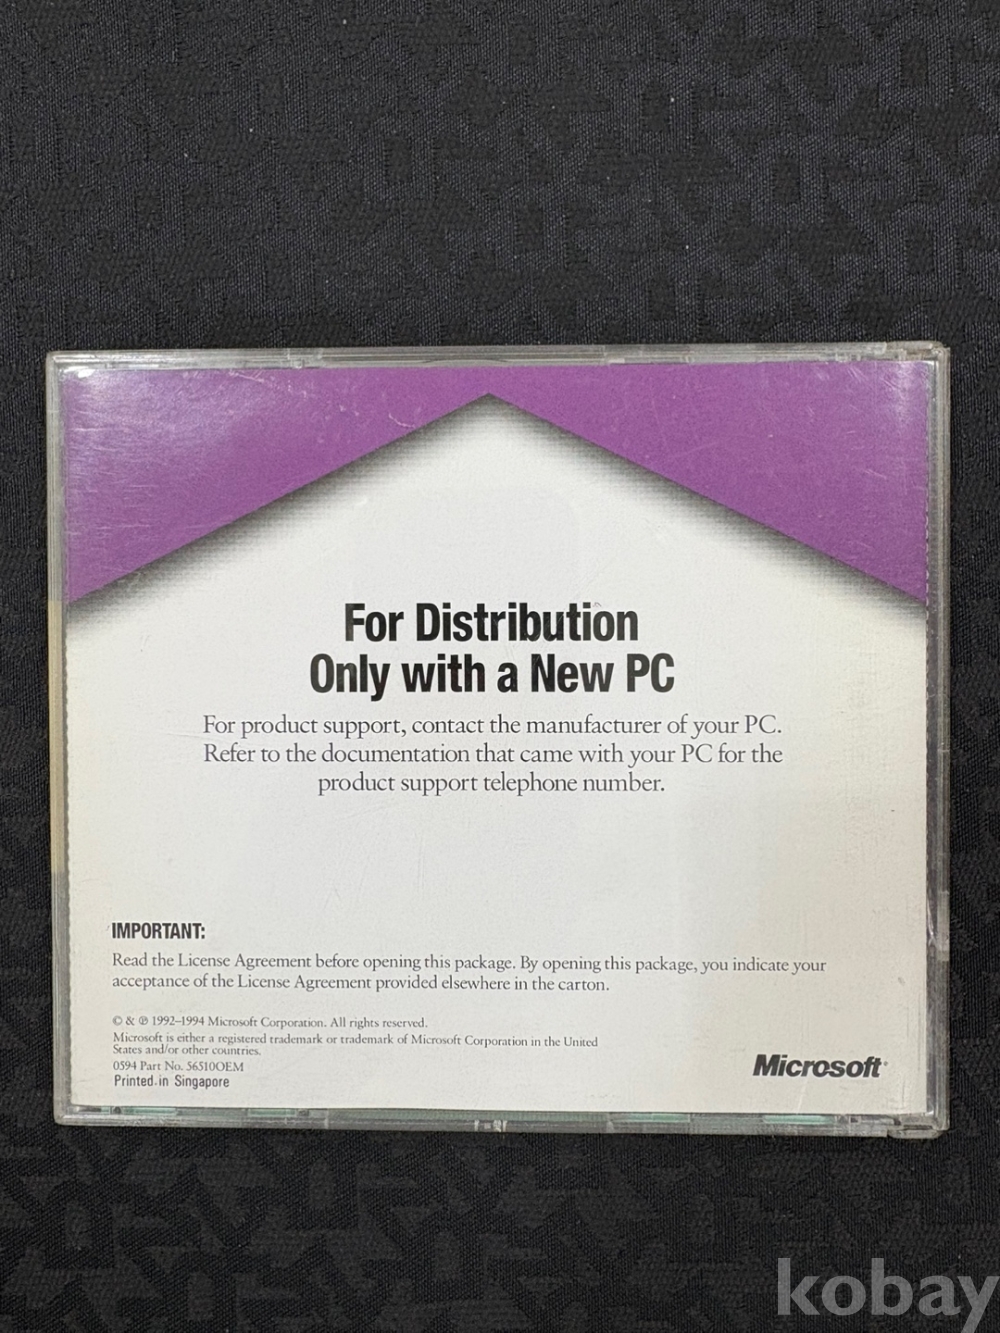 For Distribution
Only with a New PC
For product support, contact the manufacturer of your PC.
Refer to the documentation that came with your PC for the
product support telephone number.
IMPORTANT:
Read the License Agreement before opening this package. By opening this package, you indicate your
acceptance of the License Agreement provided elsewhere in the carton.
© & ℗ 1992–1994 Microsoft Corporation. All rights reserved.
Microsoft is either a registered trademark or trademark of Microsoft Corporation in the United
States and/or other countries.
0594 Part No. 56510OEM
Printed in Singapore
Microsoft®
kobay